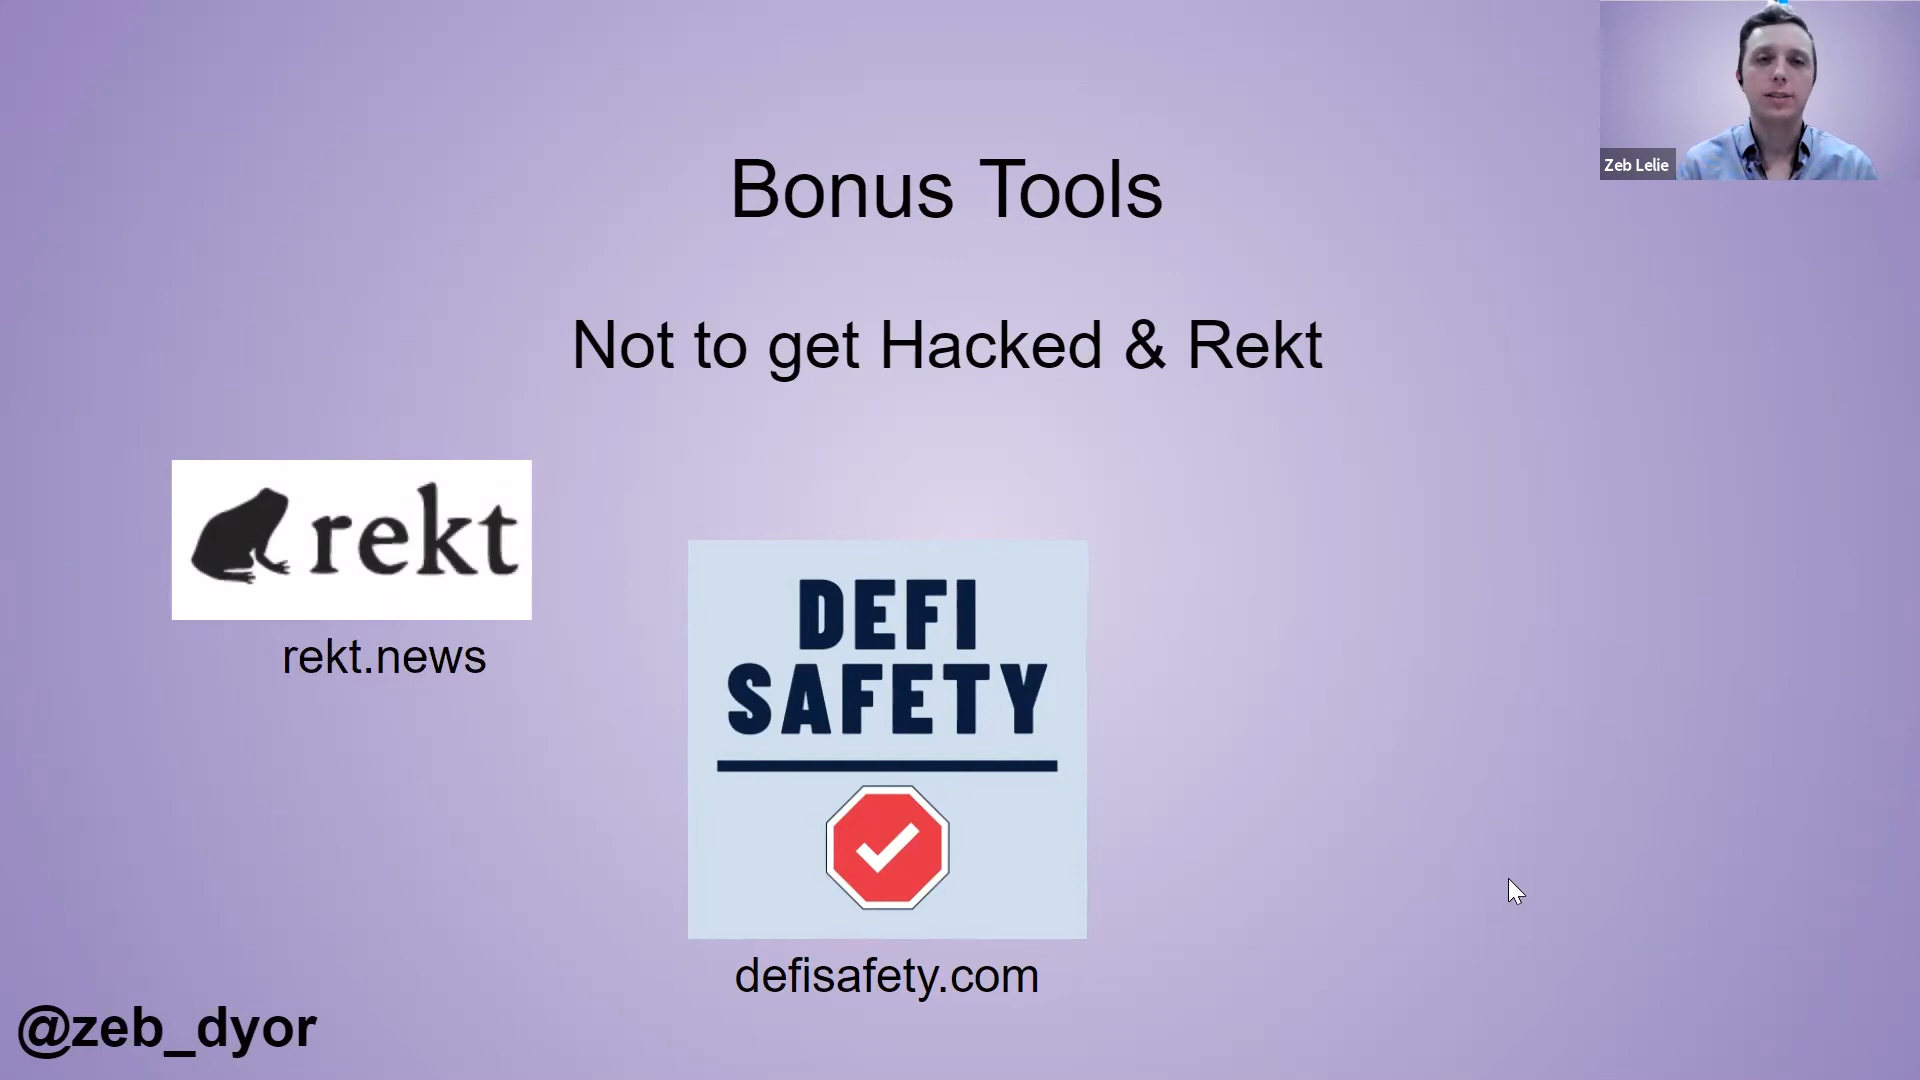 Zeb Lelie
Bonus Tools
Not to get Hacked & Rekt
rekt
rekt.news
DEFI
SAFETY
defisafety.com
@zeb_dyor